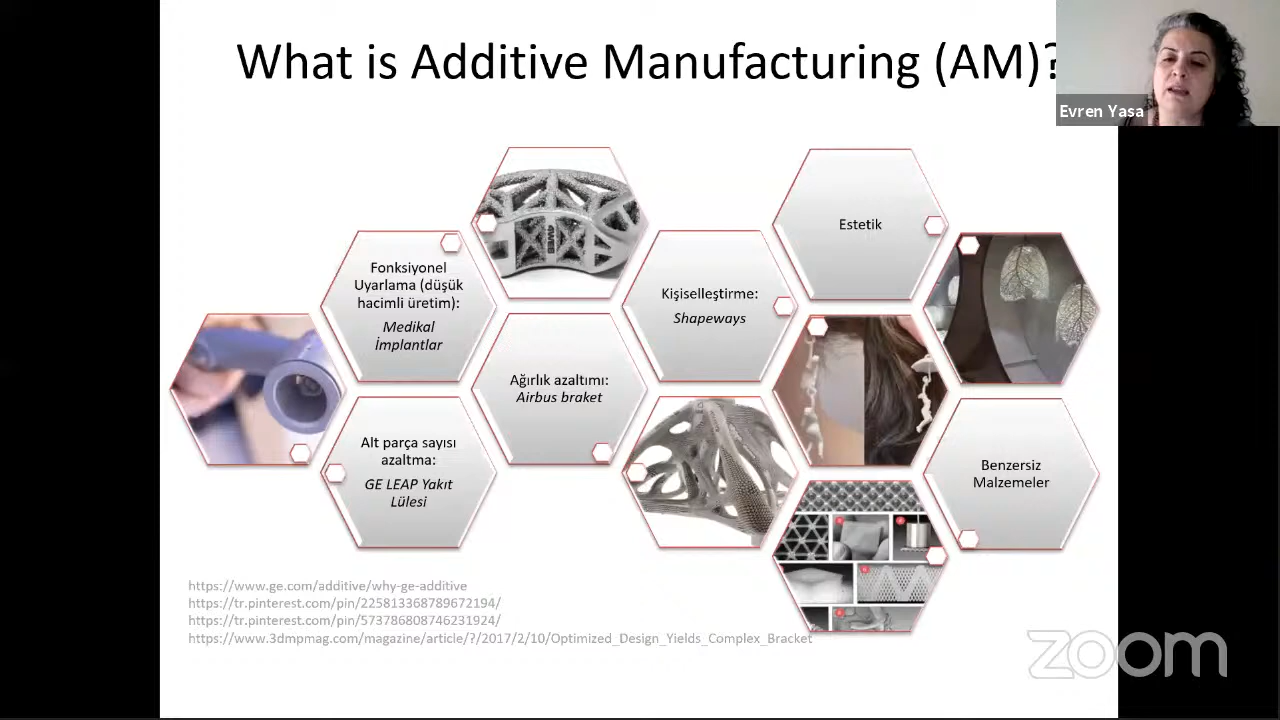 What is Additive Manufacturing (AM)?
Evren Yasa
Estetik
Fonksiyonel
Uyarlama (düşük
hacimli üretim):
Medikal
İmplantlar
Kişiselleştirme:
Shapeways
Ağırlık azaltımı:
Airbus braket
Alt parça sayısı
azaltma:
GE LEAP Yakıt
Lülesi
Benzersiz
Malzemeler
https://www.ge.com/additive/why-ge-additive
https://tr.pinterest.com/pin/225813368789672194/
https://tr.pinterest.com/pin/573786808746231924/
https://www.3dmpmag.com/magazine/article/?/2017/2/10/Optimized_Design_Yields_Complex_Bracket
zoom